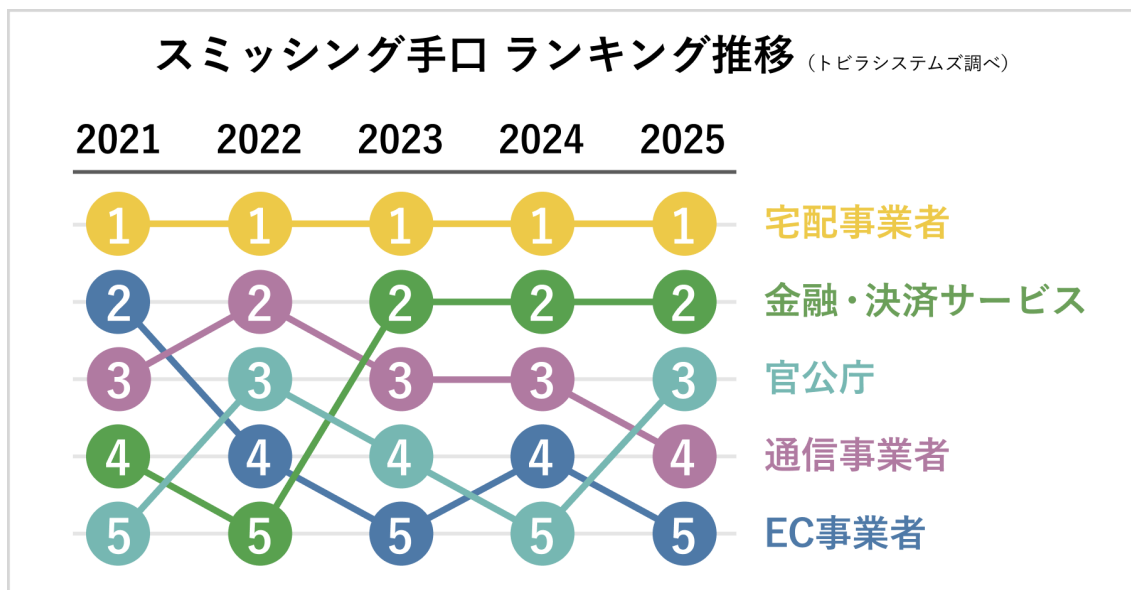 スミッシング手口 ランキング推移 (トビラシステムズ調べ)
2021 2022 2023 2024 2025
1 1 1 1 1 宅配事業者
2 2 2 2 2 金融・決済サービス
3 3 3 3 3 官公庁
4 4 4 4 4 通信事業者
5 5 5 5 5 EC事業者